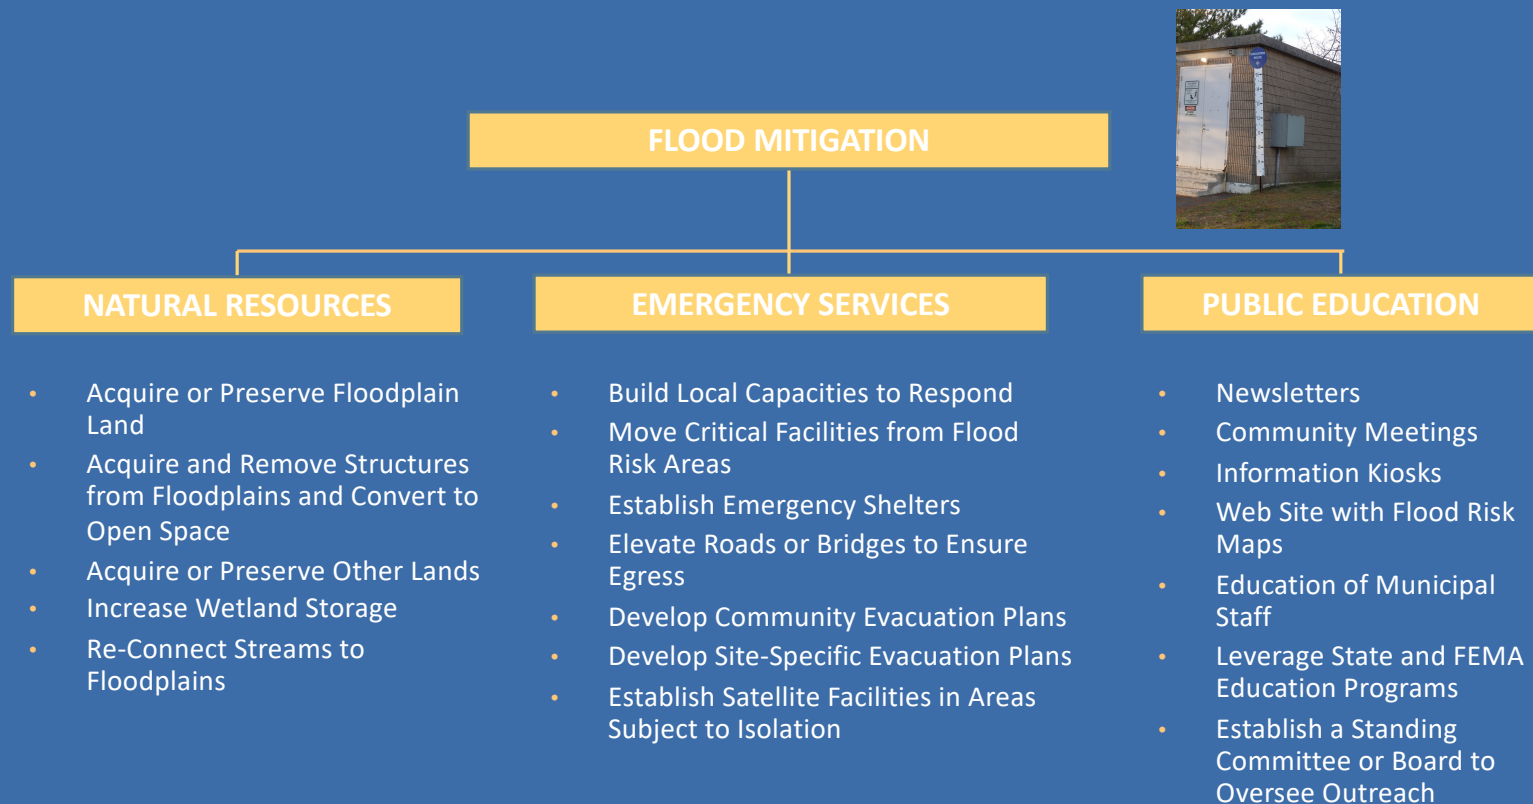 FLOOD MITIGATION
NATURAL RESOURCES
• Acquire or Preserve Floodplain
Land
• Acquire and Remove Structures
from Floodplains and Convert to
Open Space
• Acquire or Preserve Other Lands
• Increase Wetland Storage
• Re-Connect Streams to
Floodplains
EMERGENCY SERVICES
• Build Local Capacities to Respond
• Move Critical Facilities from Flood
Risk Areas
• Establish Emergency Shelters
• Elevate Roads or Bridges to Ensure
Egress
• Develop Community Evacuation Plans
• Develop Site-Specific Evacuation Plans
• Establish Satellite Facilities in Areas
Subject to Isolation
PUBLIC EDUCATION
• Newsletters
• Community Meetings
• Information Kiosks
• Web Site with Flood Risk
Maps
• Education of Municipal
Staff
• Leverage State and FEMA
Education Programs
• Establish a Standing
Committee or Board to
Oversee Outreach